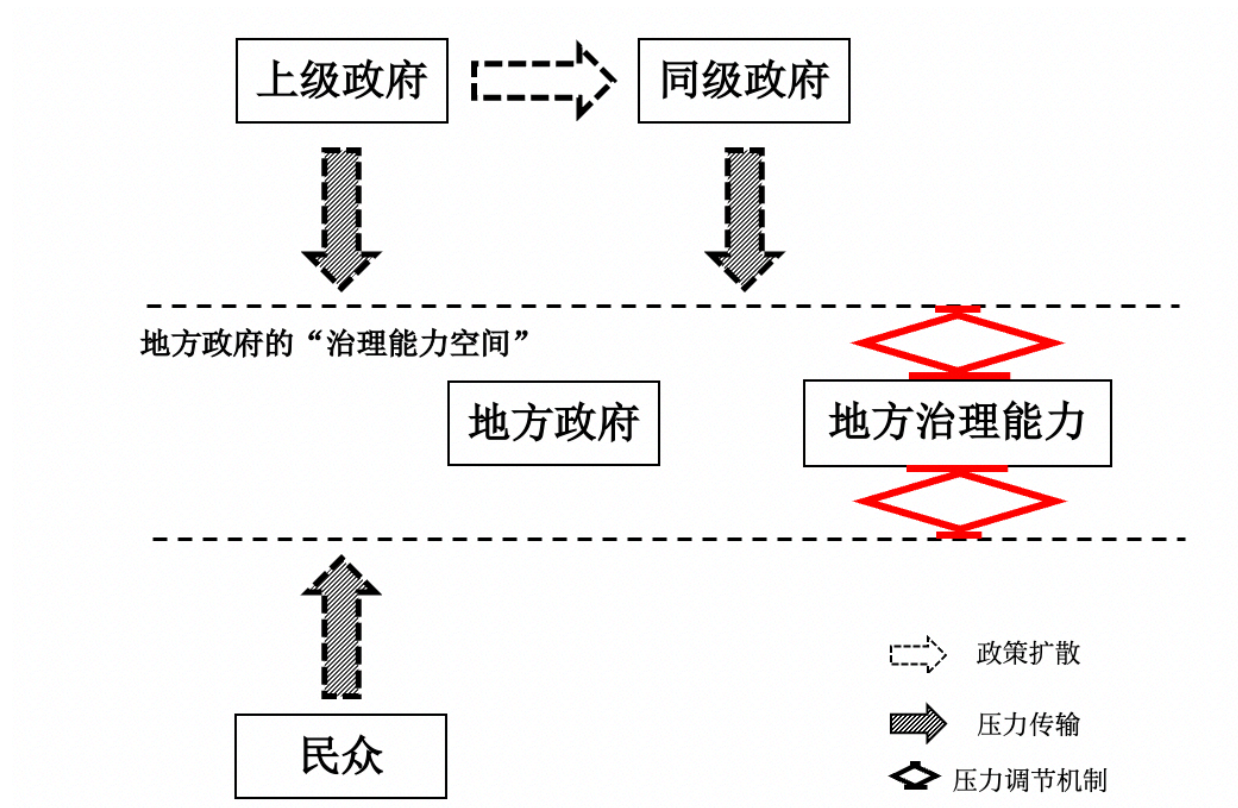 上级政府
同级政府
地方政府的“治理能力空间”
地方政府
地方治理能力
民众
政策扩散
压力传输
压力调节机制